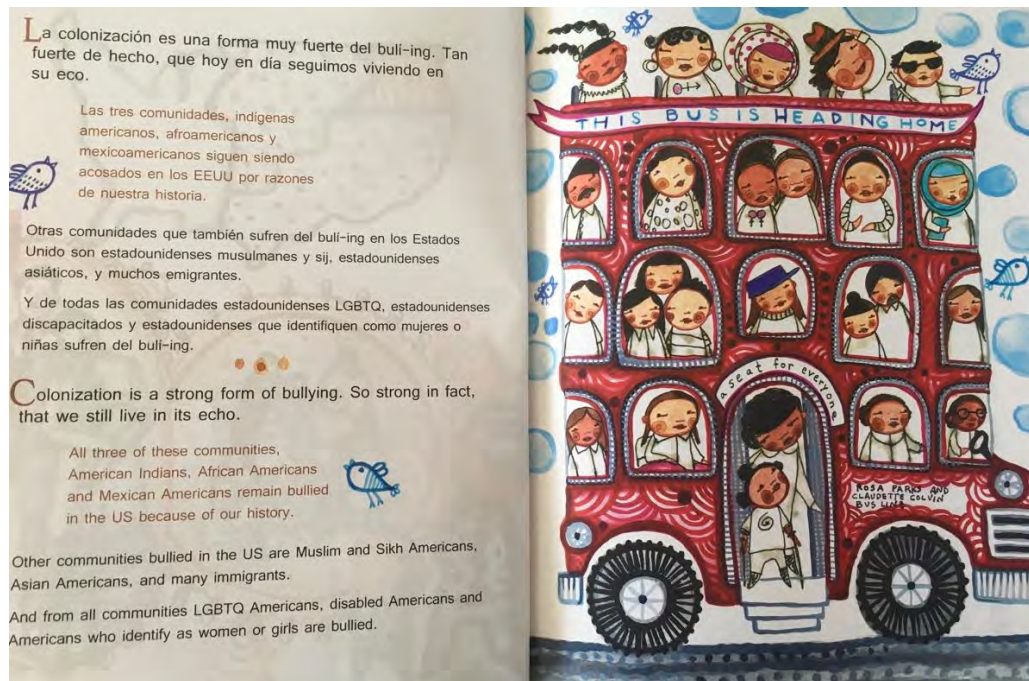 La colonización es una forma muy fuerte del bulí-ing. Tan
fuerte de hecho, que hoy en día seguimos viviendo en
su eco.
Las tres comunidades, indígenas
americanos, afroamericanos y
mexicoamericanos siguen siendo
acosados en los EEUU por razones
de nuestra historia.
Otras comunidades que también sufren del bulí-ing en los Estados
Unido son estadounidenses musulmanes y sij, estadounidenses
asiáticos, y muchos emigrantes.
Y de todas las comunidades estadounidenses LGBTQ, estadounidenses
discapacitados y estadounidenses que identifiquen como mujeres o
niñas sufren del bulí-ing.
Colonization is a strong form of bullying. So strong in fact,
that we still live in its echo.
All three of these communities,
American Indians, African Americans
and Mexican Americans remain bullied
in the US because of our history.
Other communities bullied in the US are Muslim and Sikh Americans,
Asian Americans, and many immigrants.
And from all communities LGBTQ Americans, disabled Americans and
Americans who identify as women or girls are bullied.
THIS BUS IS HEADING HOME
a seat for everyone
ROSA PARKS AND
CLAUDETTE COLVIN
BUS LINE